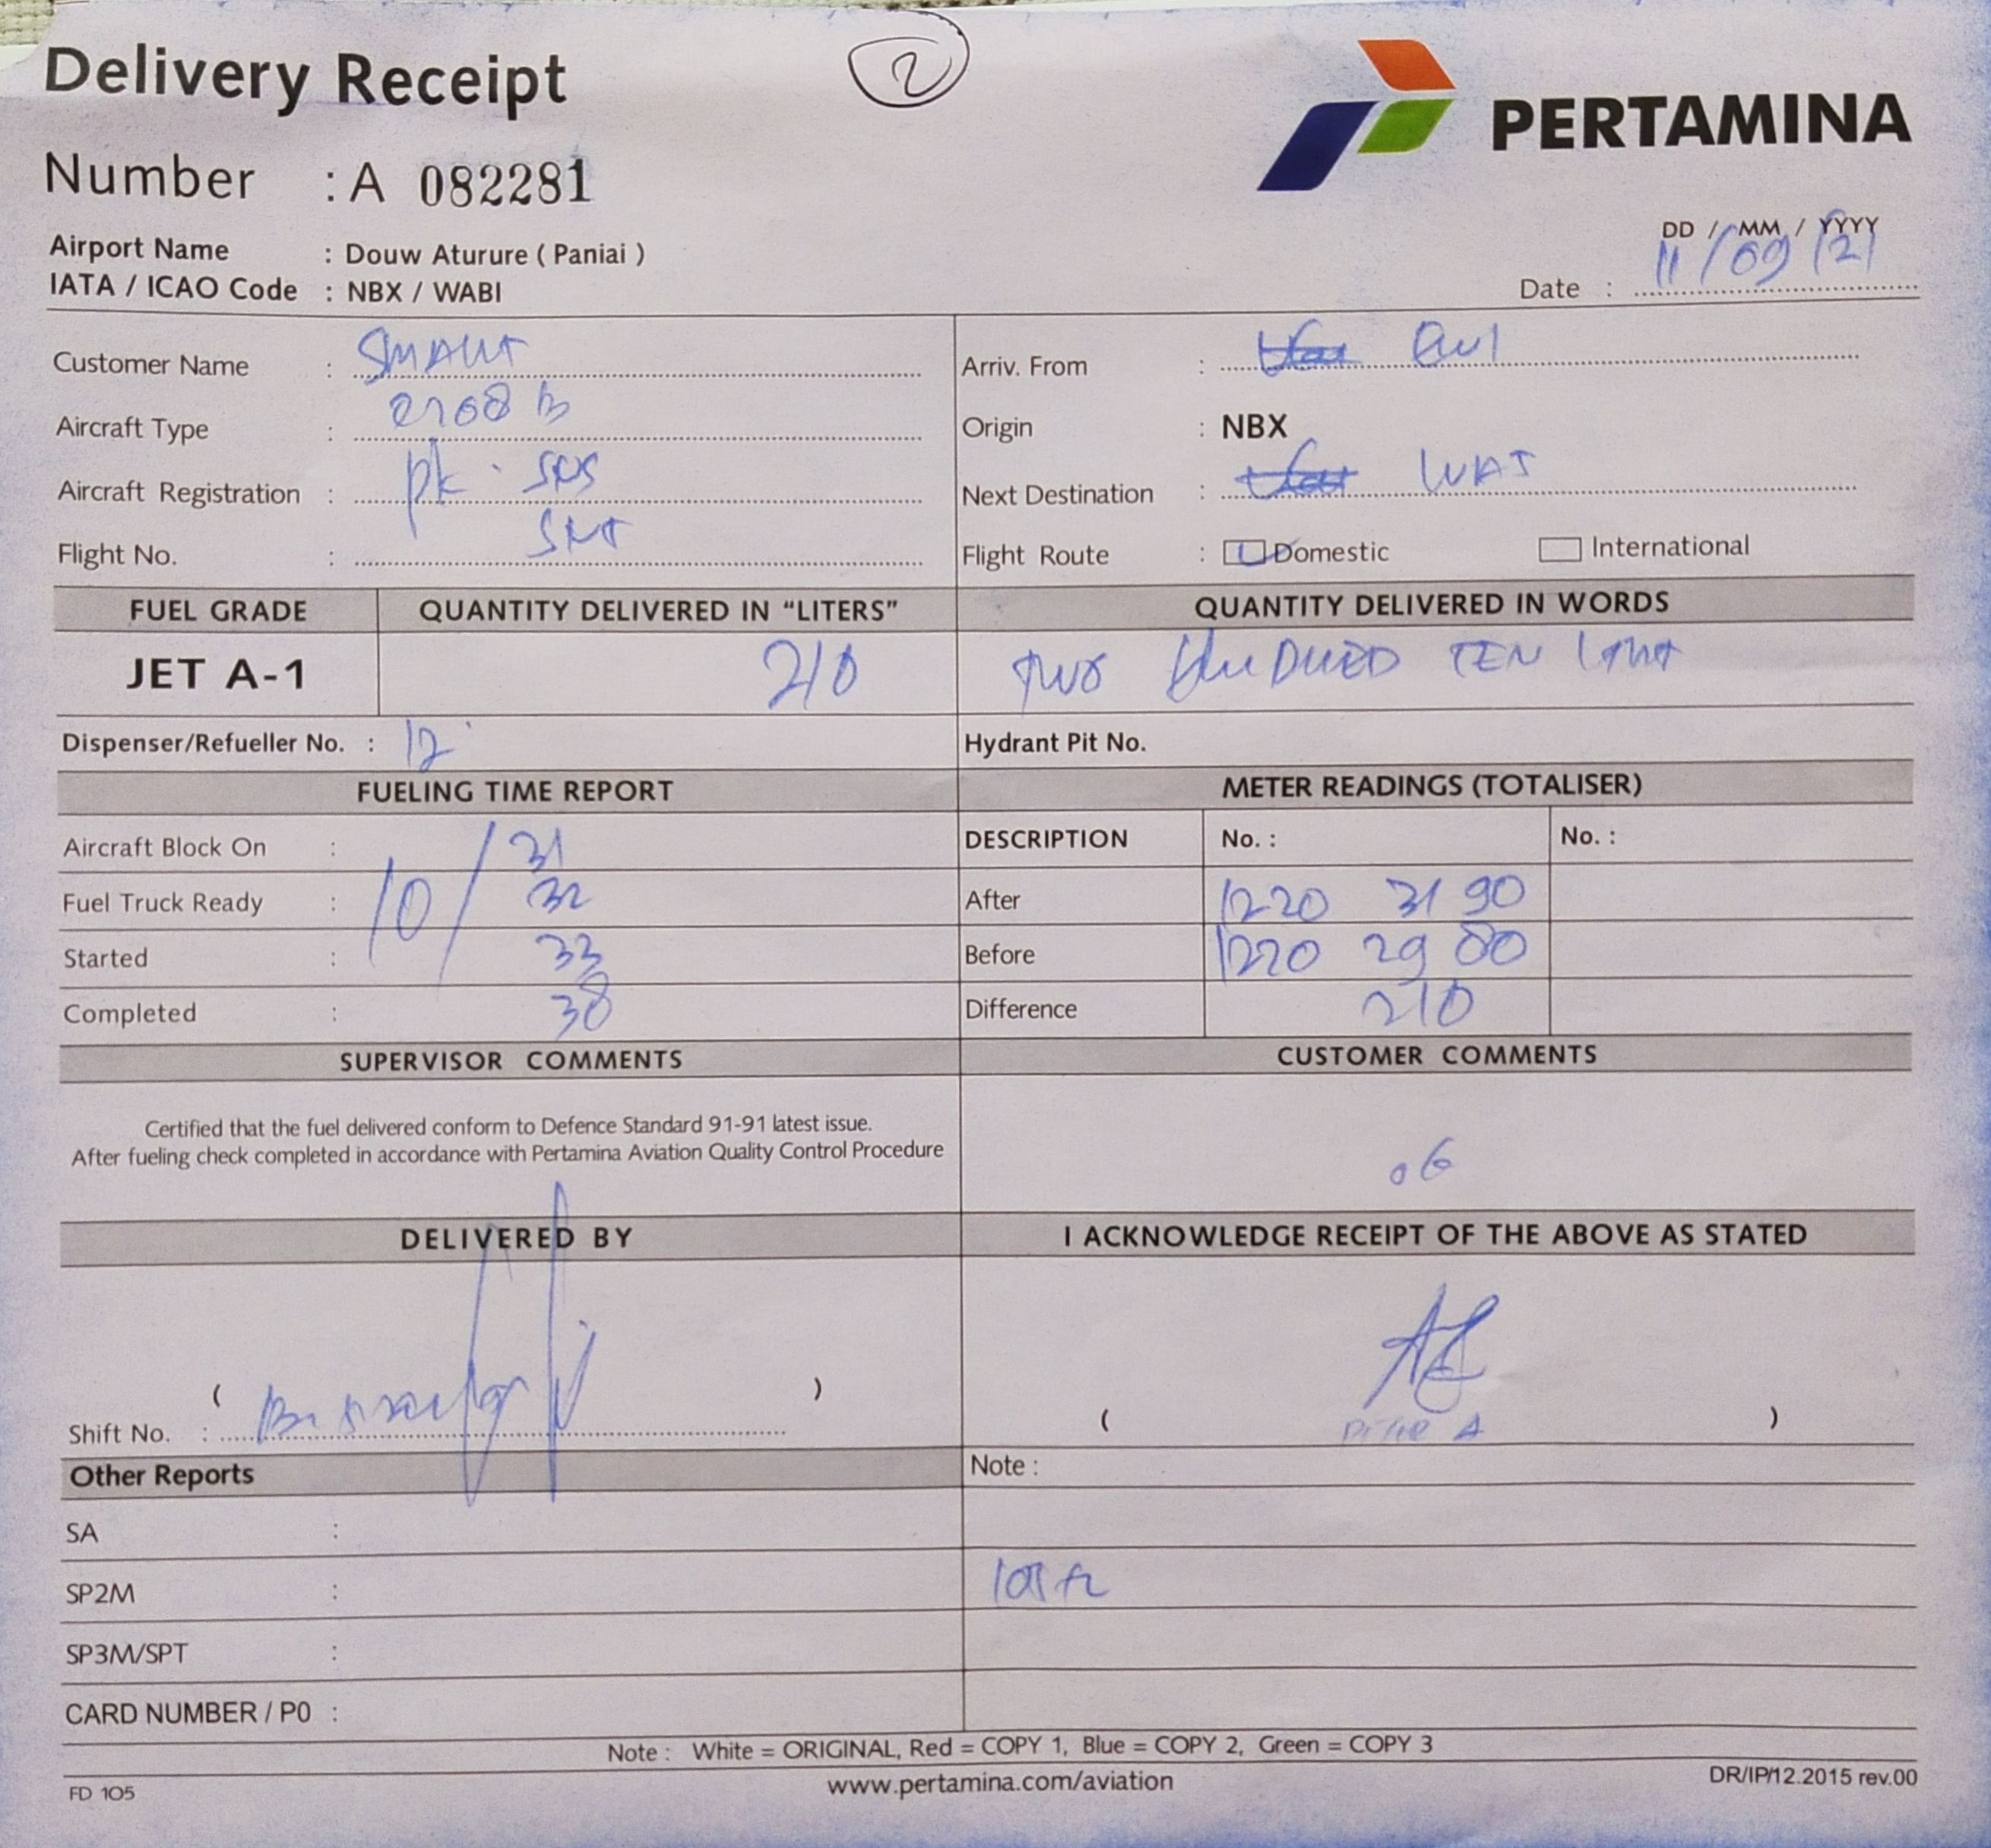 Delivery Receipt
2
PERTAMINA
Number : A 082281
Airport Name : Douw Aturure ( Paniai )
IATA / ICAO Code : NBX / WABI
DD / MM / YYYY
Date : 11/09/21
Customer Name : SMART
Arriv. From :
Aircraft Type : C208 B
Origin : NBX
Aircraft Registration : PK - SNS
Next Destination :
Flight No. :
Flight Route : Domestic International
FUEL GRADE QUANTITY DELIVERED IN “LITERS” QUANTITY DELIVERED IN WORDS
JET A-1 210 TWO HUNDRED TEN
Dispenser/Refueller No. : 12
Hydrant Pit No.
FUELING TIME REPORT
METER READINGS (TOTALISER)
Aircraft Block On : 10 / 31
DESCRIPTION No. : No. :
Fuel Truck Ready : 32
After 1220 31 90
Started : 33
Before 1220 29 80
Completed : 38
Difference 210
SUPERVISOR COMMENTS
CUSTOMER COMMENTS
Certified that the fuel delivered conform to Defence Standard 91-91 latest issue.
After fueling check completed in accordance with Pertamina Aviation Quality Control Procedure
DELIVERED BY
I ACKNOWLEDGE RECEIPT OF THE ABOVE AS STATED
( )
Shift No. :
( )
Other Reports
Note :
SA :
SP2M :
SP3M/SPT :
CARD NUMBER / P0 :
Note : White = ORIGINAL, Red = COPY 1, Blue = COPY 2, Green = COPY 3
FD 105
www.pertamina.com/aviation
DR/IP/12.2015 rev.00